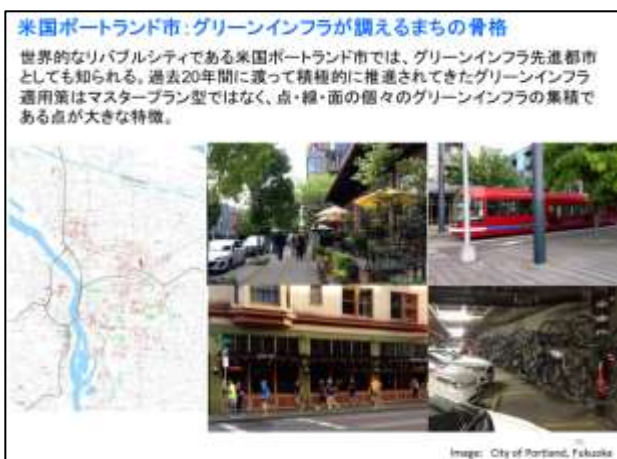 米国ポートランド市：グリーンインフラが調えるまちの骨格
世界的なリバブルシティである米国ポートランド市では、グリーンインフラ先進都市
としても知られる。過去20年間に渡って積極的に推進されてきたグリーンインフラ
適用策はマスタープラン型ではなく、点・線・面の個々のグリーンインフラの集積で
ある点が大きな特徴。
Image: City of Portland, Fukuoka